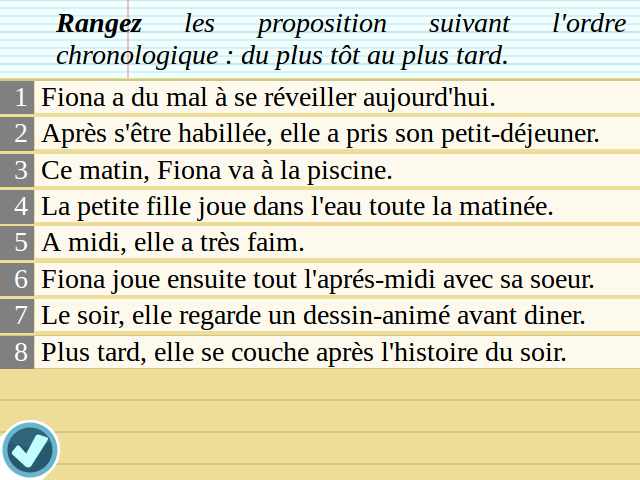 Rangez les proposition suivant l'ordre
chronologique : du plus tôt au plus tard.
1 Fiona a du mal à se réveiller aujourd'hui.
2 Après s'être habillée, elle a pris son petit-déjeuner.
3 Ce matin, Fiona va à la piscine.
4 La petite fille joue dans l'eau toute la matinée.
5 A midi, elle a très faim.
6 Fiona joue ensuite tout l'aprés-midi avec sa soeur.
7 Le soir, elle regarde un dessin-animé avant diner.
8 Plus tard, elle se couche après l'histoire du soir.